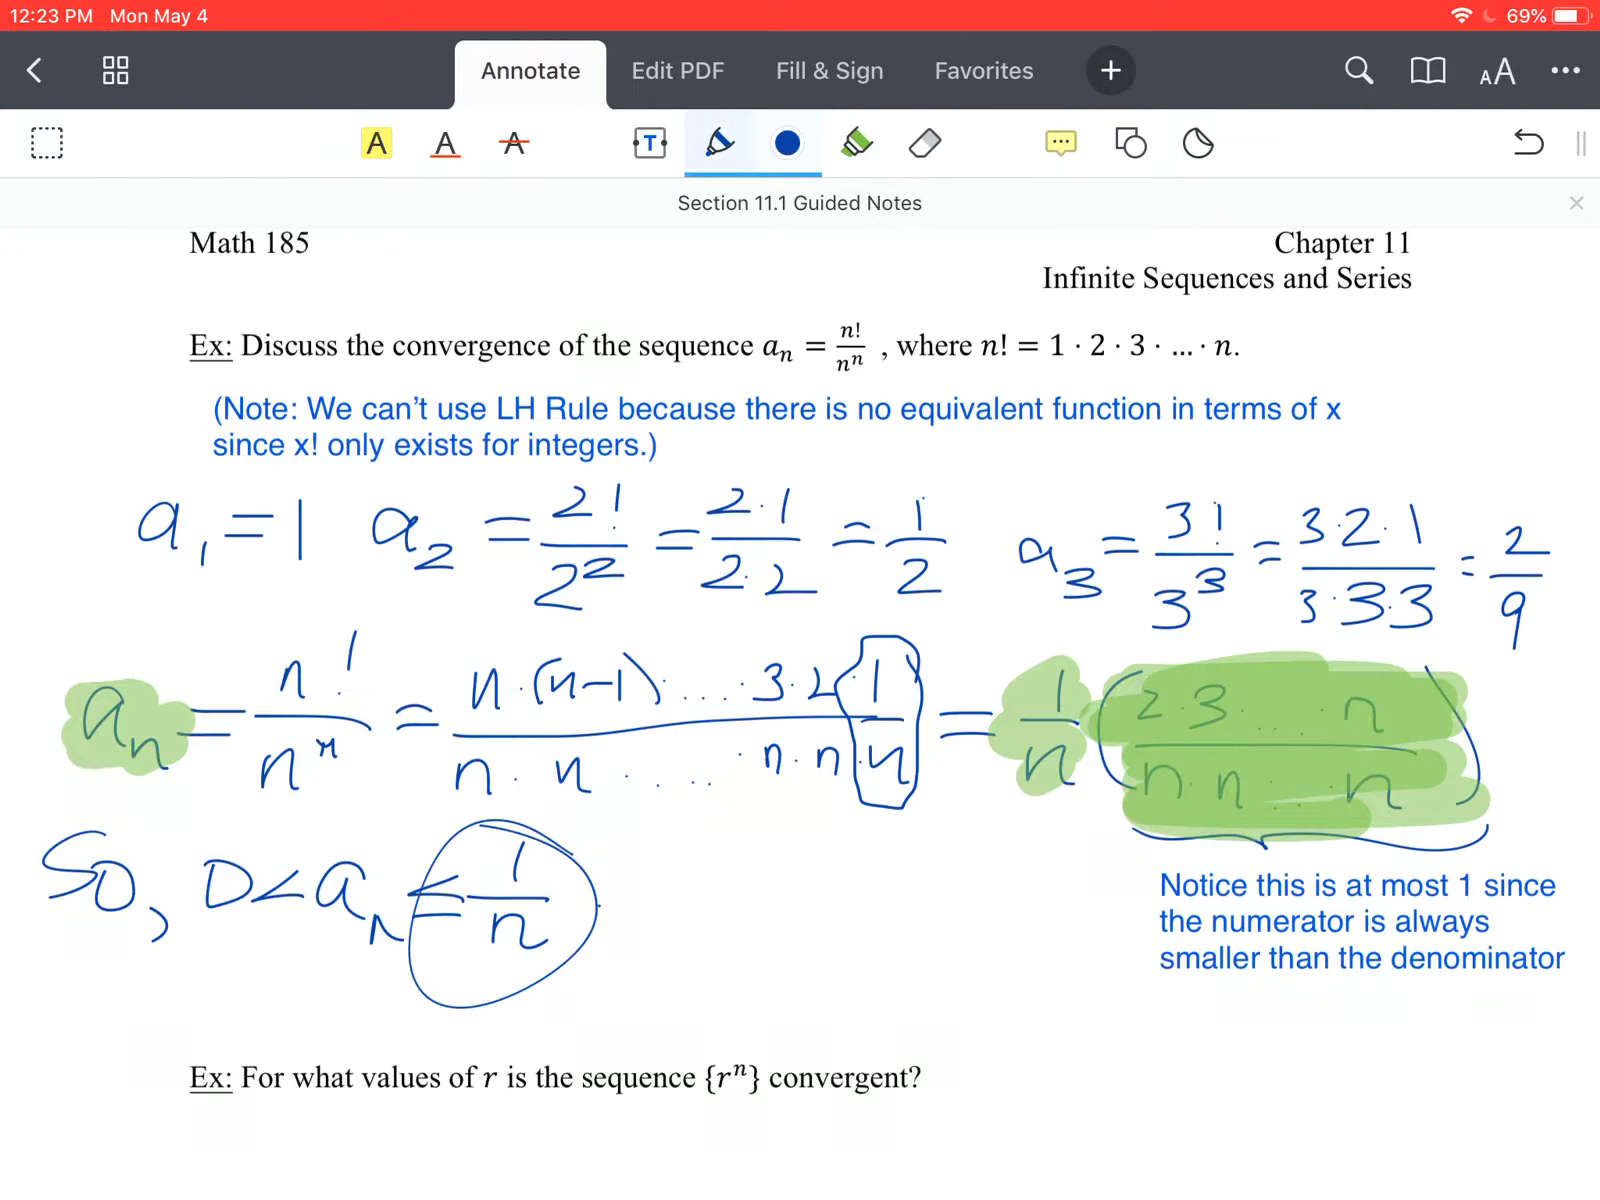 12:23 PM Mon May 4 69%
Annotate Edit PDF Fill & Sign Favorites +
A A A T AA
Section 11.1 Guided Notes ×
Math 185 Chapter 11
Infinite Sequences and Series
Ex: Discuss the convergence of the sequence aₙ = n!/nⁿ , where n! = 1 · 2 · 3 · … · n.
(Note: We can't use LH Rule because there is no equivalent function in terms of x
since x! only exists for integers.)
a₁ = 1 a₂ = 2!/2² = 2·1/2·2 = 1/2 a₃ = 3!/3³ = 3·2·1/3·3·3 = 2/9
aₙ = n!/nⁿ = n·(n-1)·...·3·2·1/n·n·....·n·n·n = 1/n (2·3·...·n/n·n·...·n)
So, 0 < aₙ ≤ 1/n
Notice this is at most 1 since
the numerator is always
smaller than the denominator
Ex: For what values of r is the sequence {rⁿ} convergent?